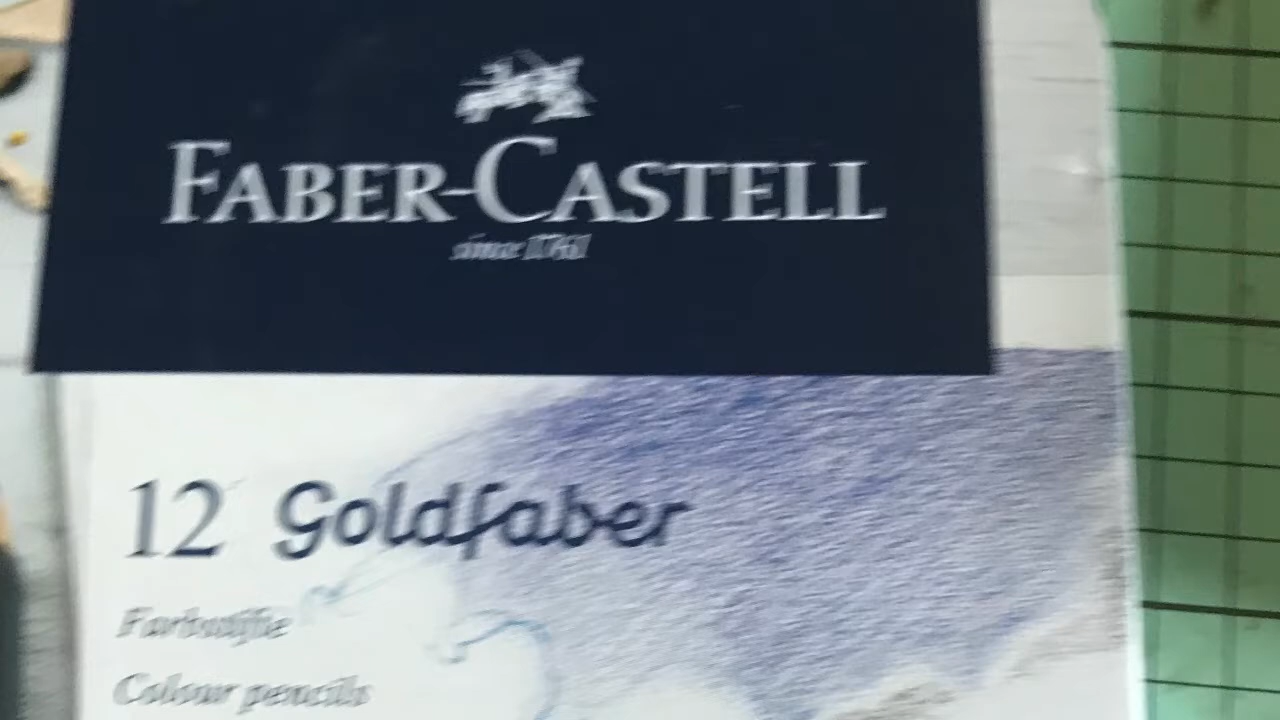 FABER-CASTELL
since 1761
12 Goldfaber
Farbstifte
Colour pencils